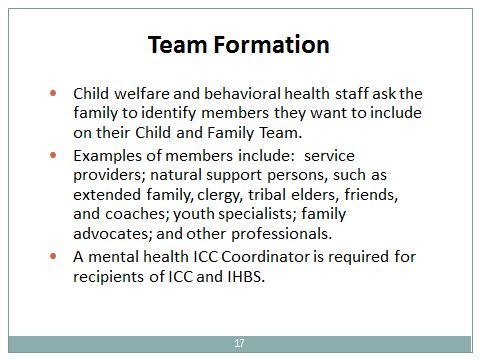 Team Formation
• Child welfare and behavioral health staff ask the
family to identify members they want to include
on their Child and Family Team.
• Examples of members include:  service
providers; natural support persons, such as
extended family, clergy, tribal elders, friends,
and coaches; youth specialists; family
advocates; and other professionals.
• A mental health ICC Coordinator is required for
recipients of ICC and IHBS.
17